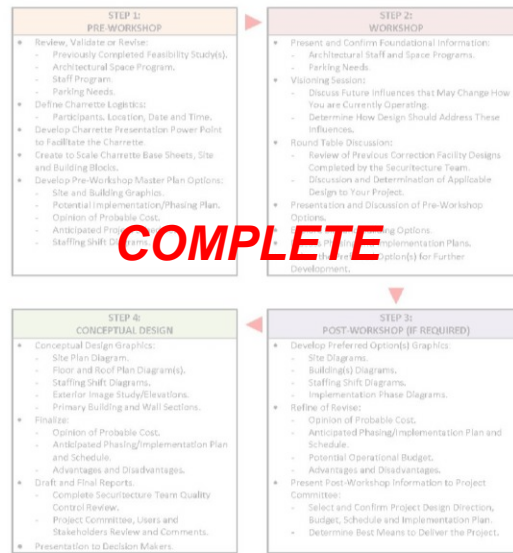 STEP 1:
PRE-WORKSHOP
• Review, Validate or Revise:
- Previously Completed Feasibility Study(s).
- Architectural Space Program.
- Staff Program
- Parking Needs.
• Define Charrette Logistics:
- Participants, Location, Date and Time.
• Develop Charrette Presentation Power Point
to Facilitate the Charrette.
• Create to Scale Charrette Base Sheets, Site
and Building Blocks.
• Develop Pre-Workshop Master Plan Options:
- Site and Building Graphics.
- Potential Implementation/Phasing Plan.
- Opinion of Probable Cost.
- Anticipated
- Staffing Shift
STEP 2:
WORKSHOP
• Present and Confirm Foundational Information:
- Architectural Staff and Space Programs.
- Parking Needs.
• Visioning Session:
- Discuss Future Influences that May Change How
You are Currently Operating.
- Determine How Design Should Address These
Influences.
• Round Table Discussion:
- Review of Previous Correction Facility Designs
Completed by the Securitecture Team.
- Discussion and Determination of Applicable
Design to Your Project.
• Presentation and Discussion of Pre-Workshop
Options.
Options.
Implementation Plans.
Option(s) for Further
Development.
COMPLETE
STEP 3:
POST-WORKSHOP (IF REQUIRED)
• Develop Preferred Option(s) Graphics:
- Site Diagrams.
- Building(s) Diagrams.
- Staffing Shift Diagrams.
- Implementation Phase Diagrams.
• Refine of Revise:
- Opinion of Probable Cost.
- Anticipated Phasing/Implementation Plan and
Schedule.
- Potential Operational Budget.
- Advantages and Disadvantages.
• Present Post-Workshop Information to Project
Committee:
- Select and Confirm Project Design Direction,
Budget, Schedule and Implementation Plan.
- Determine Best Means to Deliver the Project.
STEP 4:
CONCEPTUAL DESIGN
• Conceptual Design Graphics:
- Site Plan Diagram.
- Floor and Roof Plan Diagram(s).
- Staffing Shift Diagrams.
- Exterior Image Study/Elevations.
- Primary Building and Wall Sections.
• Finalize:
- Opinion of Probable Cost.
- Anticipated Phasing/Implementation Plan
and Schedule.
- Advantages and Disadvantages.
• Draft and Final Reports.
- Complete Securitecture Team Quality
Control Review.
- Project Committee, Users and
Stakeholders Review and Comments.
• Presentation to Decision Makers.